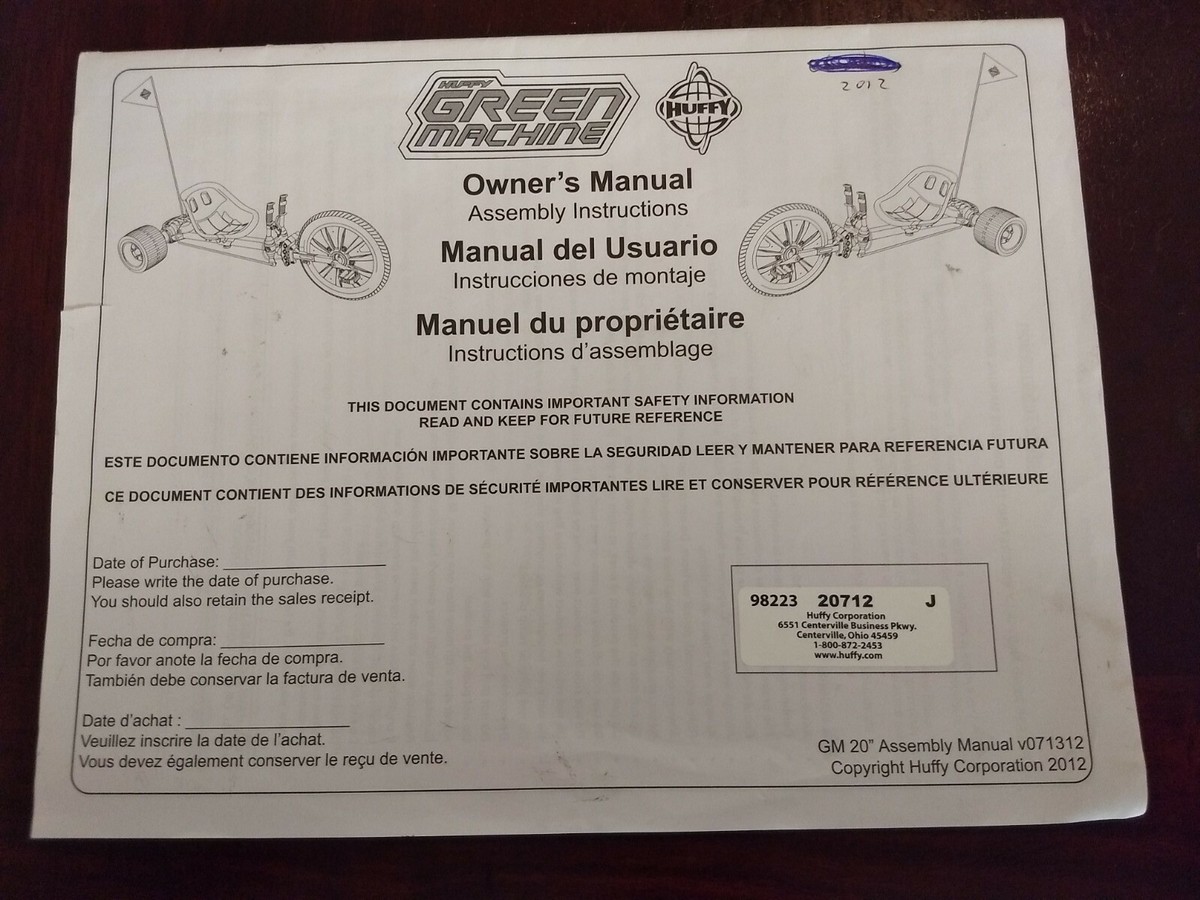 HUFFY
GREEN
MACHINE
HUFFY
2012
Owner's Manual
Assembly Instructions
Manual del Usuario
Instrucciones de montaje
Manuel du propriétaire
Instructions d'assemblage
THIS DOCUMENT CONTAINS IMPORTANT SAFETY INFORMATION
READ AND KEEP FOR FUTURE REFERENCE
ESTE DOCUMENTO CONTIENE INFORMACIÓN IMPORTANTE SOBRE LA SEGURIDAD LEER Y MANTENER PARA REFERENCIA FUTURA
CE DOCUMENT CONTIENT DES INFORMATIONS DE SÉCURITÉ IMPORTANTES LIRE ET CONSERVER POUR RÉFÉRENCE ULTÉRIEURE
Date of Purchase: ____________________
Please write the date of purchase.
You should also retain the sales receipt.
Fecha de compra: ____________________
Por favor anote la fecha de compra.
También debe conservar la factura de venta.
Date d'achat : ____________________
Veuillez inscrire la date de l'achat.
Vous devez également conserver le reçu de vente.
98223 20712 J
Huffy Corporation
6551 Centerville Business Pkwy.
Centerville, Ohio 45459
1-800-872-2453
www.huffy.com
GM 20" Assembly Manual v071312
Copyright Huffy Corporation 2012